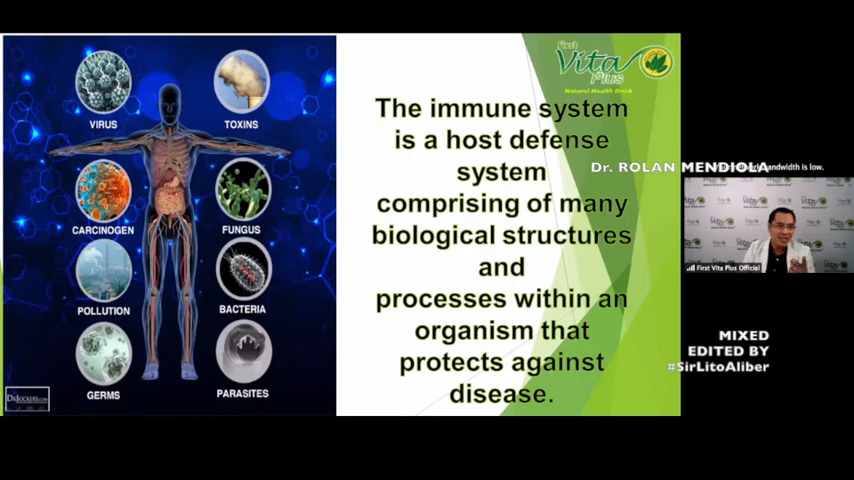 VIRUS
TOXINS
CARCINOGEN
FUNGUS
POLLUTION
BACTERIA
GERMS
PARASITES
DRJOCKERS.COM
First
Vita
Plus
Natural Health Drink
The immune system
is a host defense
system
comprising of many
biological structures
and
processes within an
organism that
protects against
disease.
Dr. ROLAN MENDIOLA
bandwidth is low.
First Vita Plus Official
MIXED
EDITED BY
#SirLitoAliber